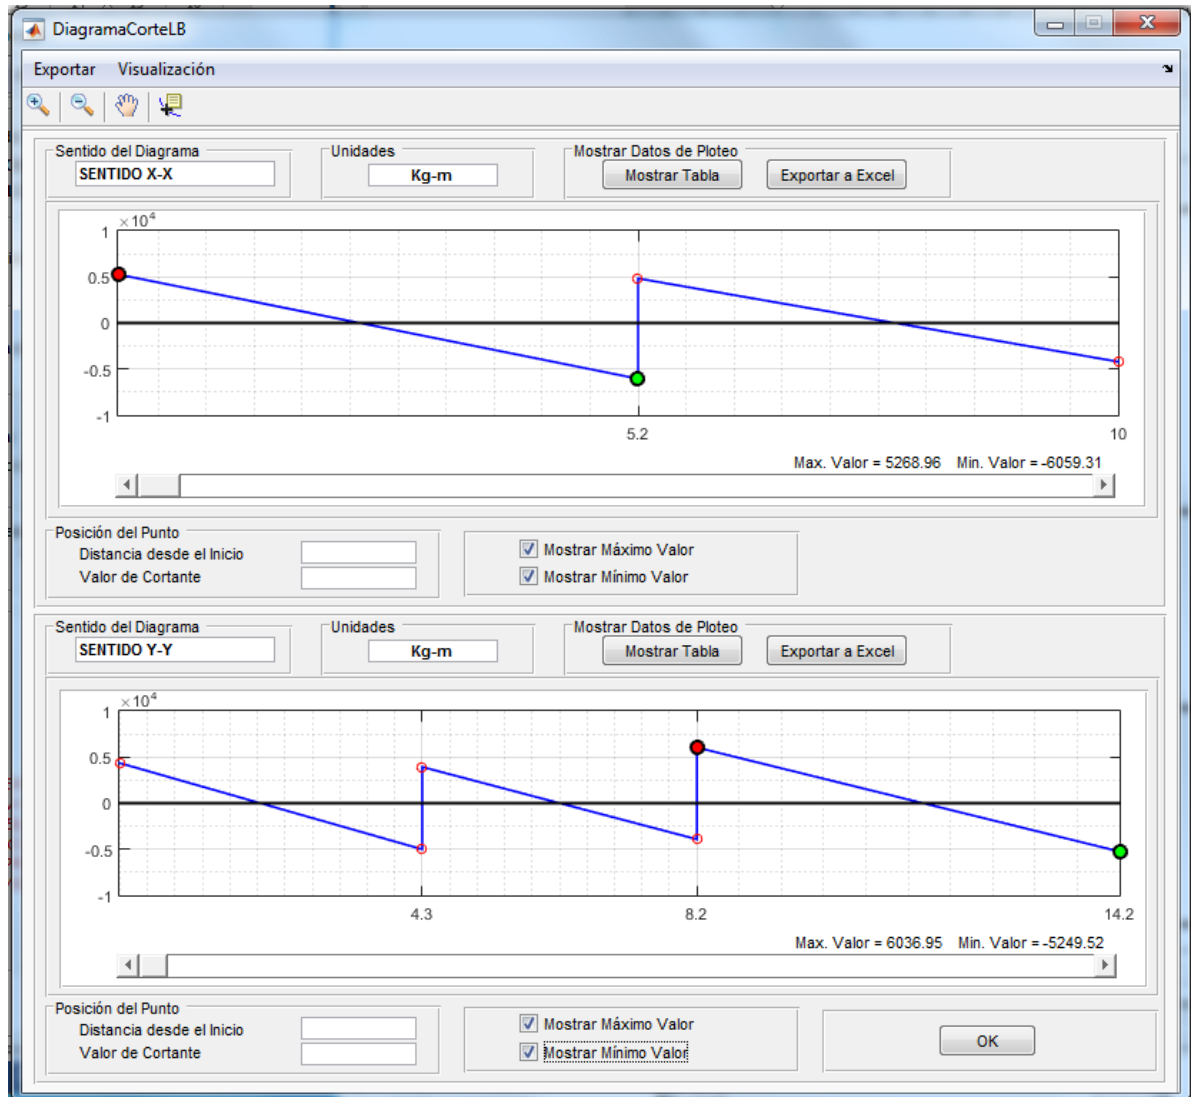 DiagramaCorteLB
Exportar Visualización
Sentido del Diagrama Unidades Mostrar Datos de Ploteo
SENTIDO X-X Kg-m Mostrar Tabla Exportar a Excel
×10⁴
1
0.5
0
-0.5
-1
5.2 10
Max. Valor = 5268.96 Min. Valor = -6059.31
Posición del Punto
Distancia desde el Inicio
Valor de Cortante
Mostrar Máximo Valor
Mostrar Mínimo Valor
Sentido del Diagrama Unidades Mostrar Datos de Ploteo
SENTIDO Y-Y Kg-m Mostrar Tabla Exportar a Excel
×10⁴
1
0.5
0
-0.5
-1
4.3 8.2 14.2
Max. Valor = 6036.95 Min. Valor = -5249.52
Posición del Punto
Distancia desde el Inicio
Valor de Cortante
Mostrar Máximo Valor
Mostrar Mínimo Valor
OK